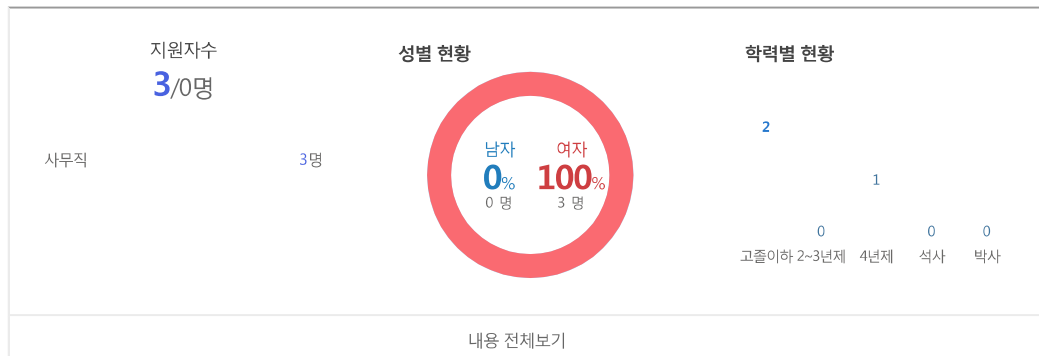 지원자수
3/0명
사무직 3명
성별 현황
남자 여자
0% 100%
0 명 3 명
학력별 현황
2
1
0 0 0
고졸이하 2~3년제 4년제 석사 박사
내용 전체보기